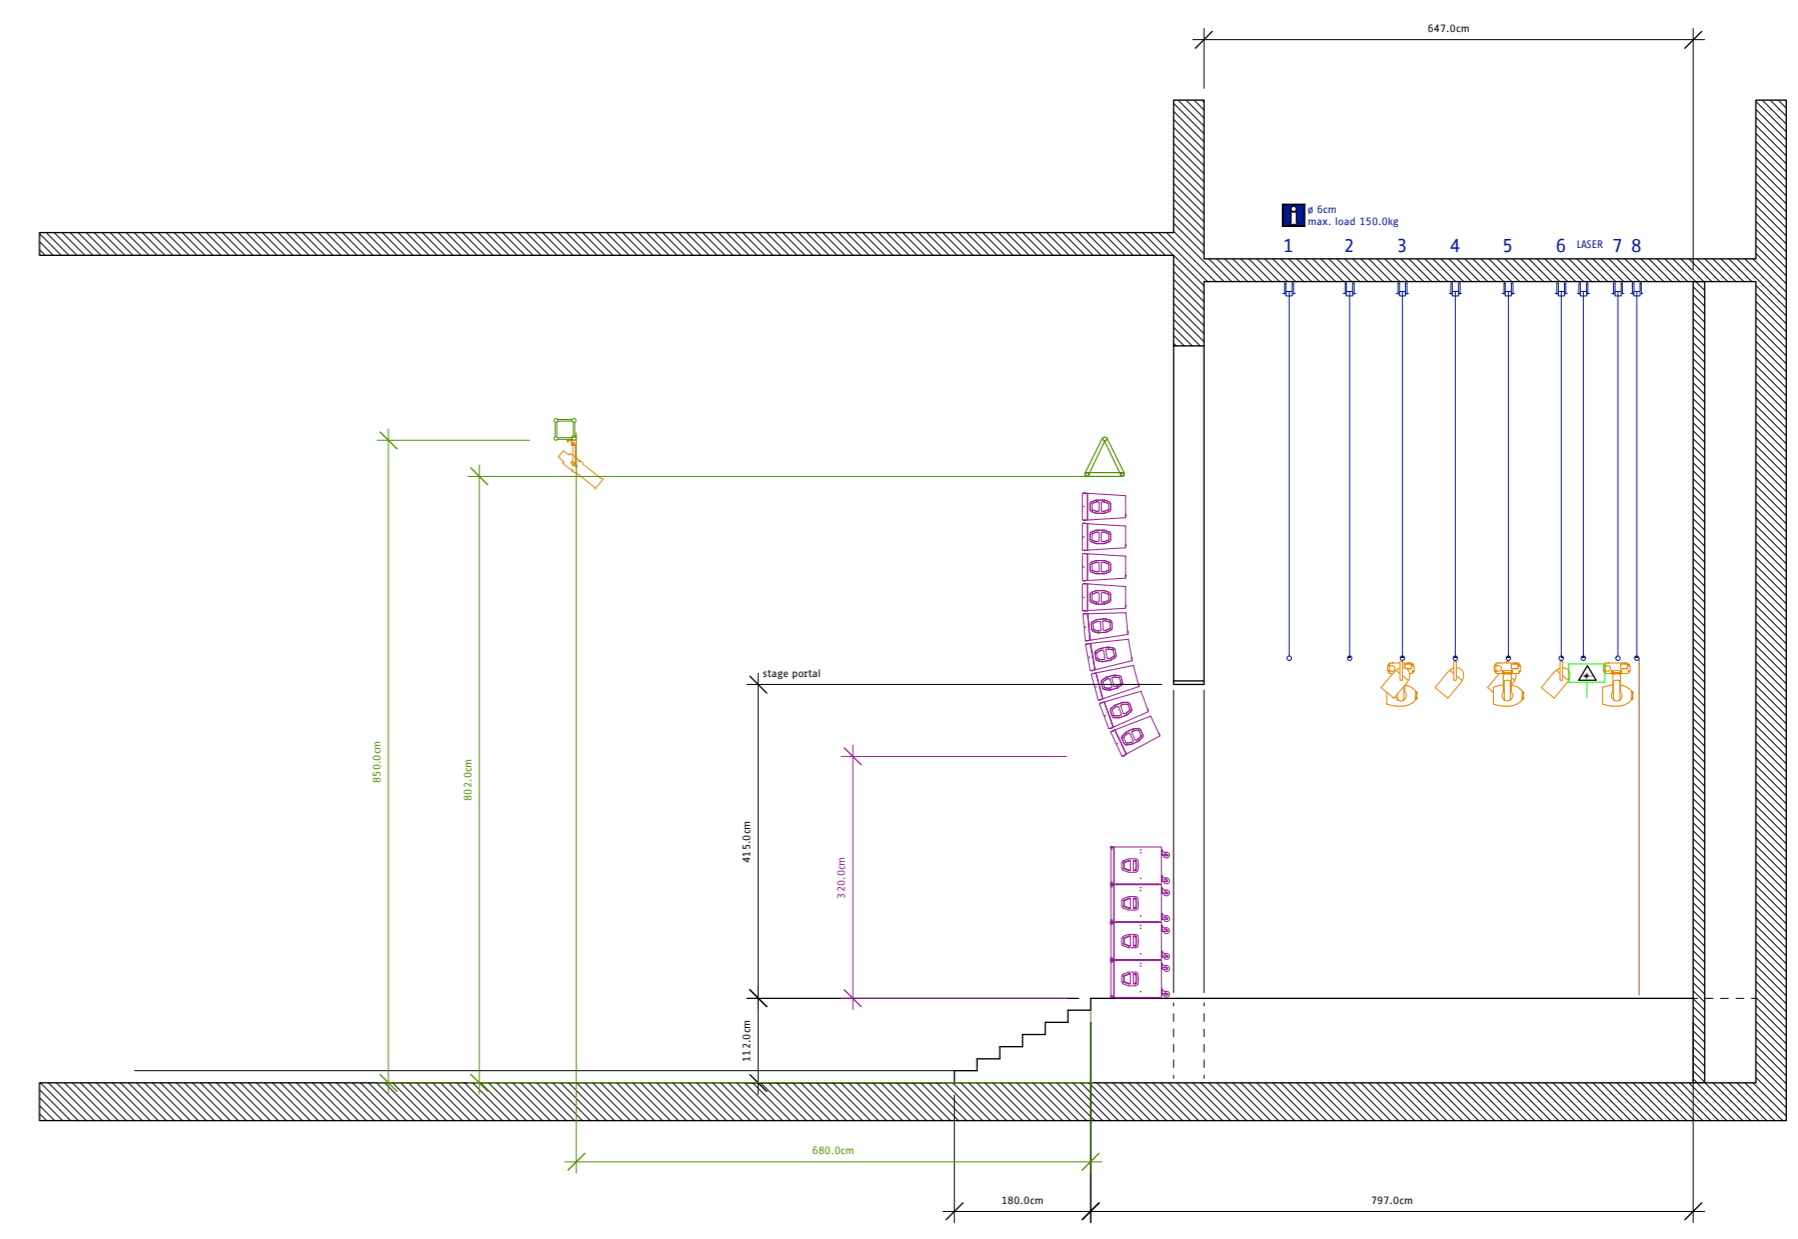 647.0cm
i
ø 6cm
max. load 150.0kg
1 2 3 4 5 6 LASER 7 8
stage portal
850.0cm
802.0cm
415.0cm
320.0cm
112.0cm
680.0cm
180.0cm
797.0cm